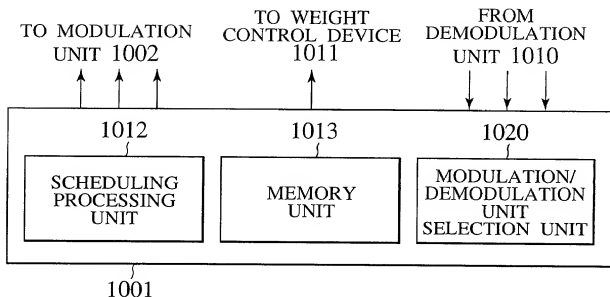 TO MODULATION
UNIT 1002
TO WEIGHT
CONTROL DEVICE
1011
FROM
DEMODULATION
UNIT 1010
1012
1013
1020
SCHEDULING
PROCESSING
UNIT
MEMORY
UNIT
MODULATION/
DEMODULATION
UNIT
SELECTION UNIT
1001